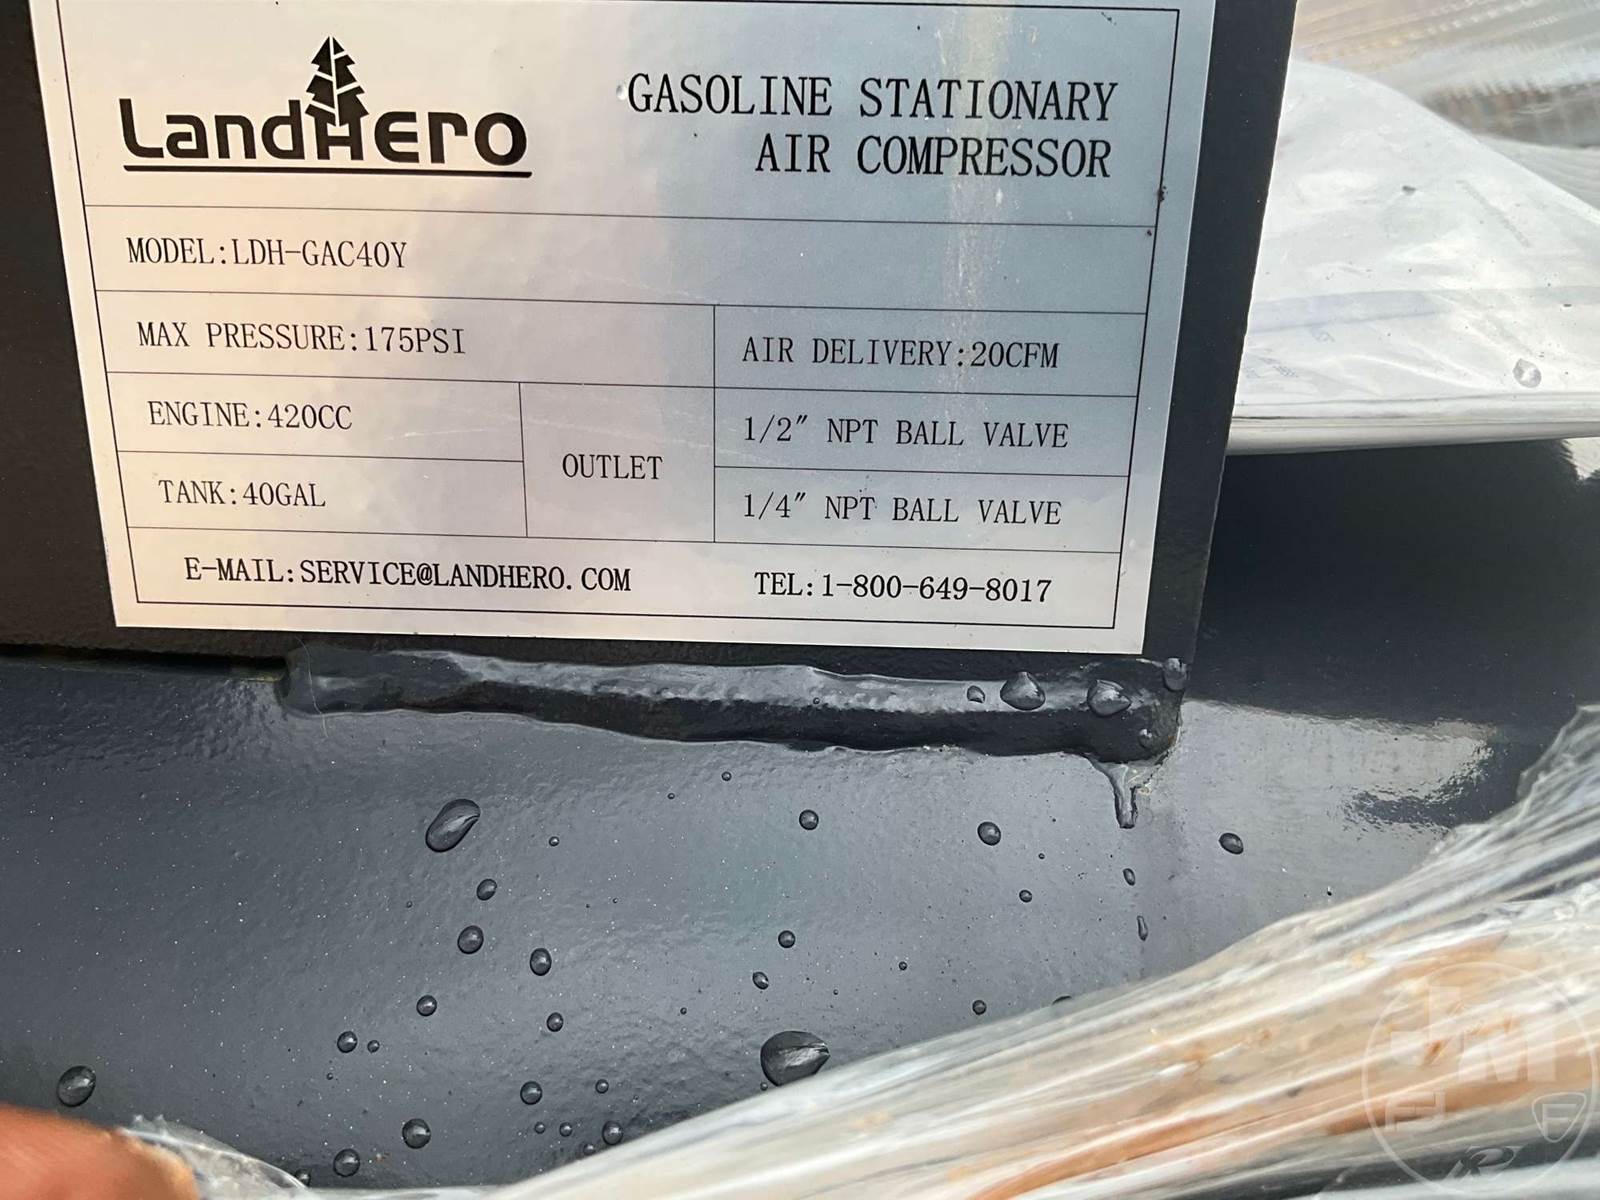 LandHERO
GASOLINE STATIONARY
AIR COMPRESSOR
MODEL:LDH-GAC40Y
MAX PRESSURE:175PSI
AIR DELIVERY:20CFM
ENGINE:420CC
TANK:40GAL
OUTLET
1/2" NPT BALL VALVE
1/4" NPT BALL VALVE
E-MAIL:SERVICE@LANDHERO.COM
TEL:1-800-649-8017